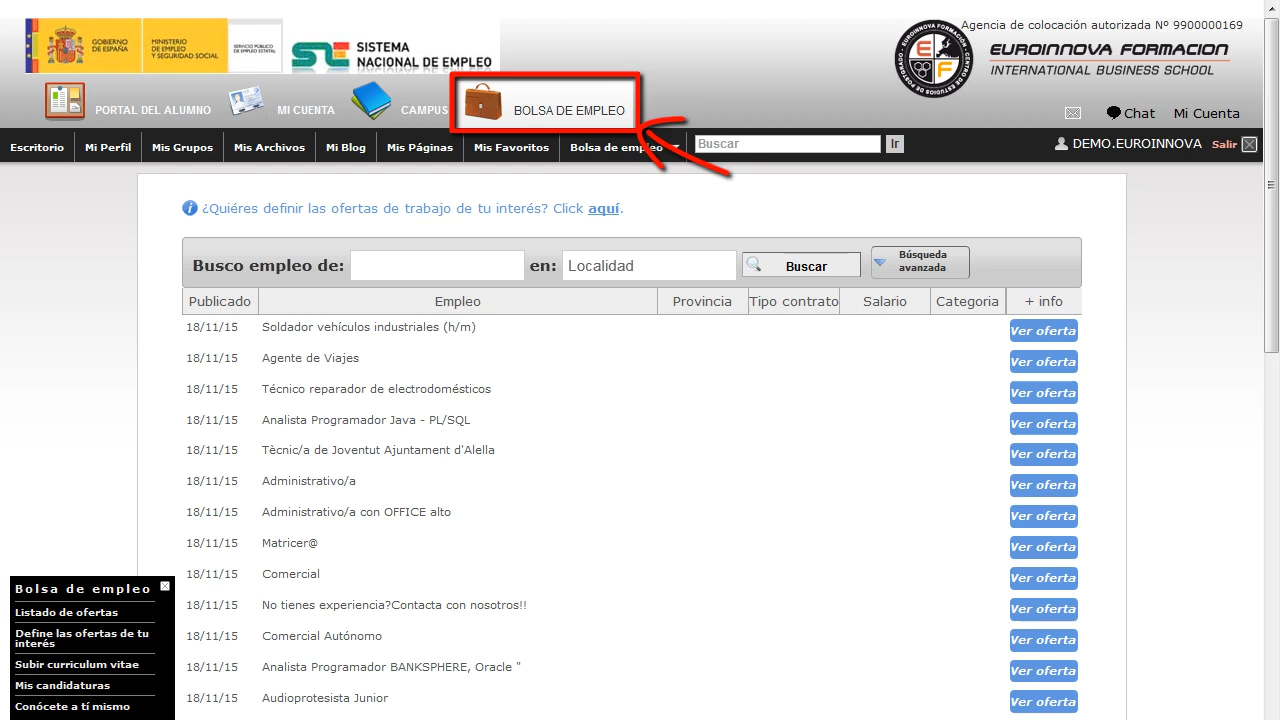 Agencia de colocación autorizada Nº 9900000169
GOBIERNO
DE ESPAÑA
MINISTERIO
DE EMPLEO
Y SEGURIDAD SOCIAL
SERVICIO PÚBLICO
DE EMPLEO ESTATAL
SISTEMA
NACIONAL DE EMPLEO
EUROINNOVA FORMACIÓN
INTERNATIONAL BUSINESS SCHOOL
EUROINNOVA FORMACIÓN
CENTRO DE ESTUDIOS DE POSTGRADO
E
F
PORTAL DEL ALUMNO
MI CUENTA
CAMPUS
BOLSA DE EMPLEO
Chat
Mi Cuenta
Escritorio
Mi Perfil
Mis Grupos
Mis Archivos
Mi Blog
Mis Páginas
Mis Favoritos
Bolsa de empleo
Buscar
Ir
DEMO.EUROINNOVA
Salir
¿Quiéres definir las ofertas de trabajo de tu interés? Click aquí.
Busco empleo de:
en:
Localidad
Buscar
Búsqueda
avanzada
Publicado Empleo Provincia Tipo contrato Salario Categoria + info
18/11/15 Soldador vehículos industriales (h/m) Ver oferta
18/11/15 Agente de Viajes Ver oferta
18/11/15 Técnico reparador de electrodomésticos Ver oferta
18/11/15 Analista Programador Java - PL/SQL Ver oferta
18/11/15 Tècnic/a de Joventut Ajuntament d'Alella Ver oferta
18/11/15 Administrativo/a Ver oferta
18/11/15 Administrativo/a con OFFICE alto Ver oferta
18/11/15 Matricer@ Ver oferta
18/11/15 Comercial Ver oferta
18/11/15 No tienes experiencia?Contacta con nosotros!! Ver oferta
18/11/15 Comercial Autónomo Ver oferta
18/11/15 Analista Programador BANKSPHERE, Oracle " Ver oferta
18/11/15 Audioprotesista Junior Ver oferta
Bolsa de empleo
Listado de ofertas
Define las ofertas de tu
interés
Subir curriculum vitae
Mis candidaturas
Conócete a tí mismo